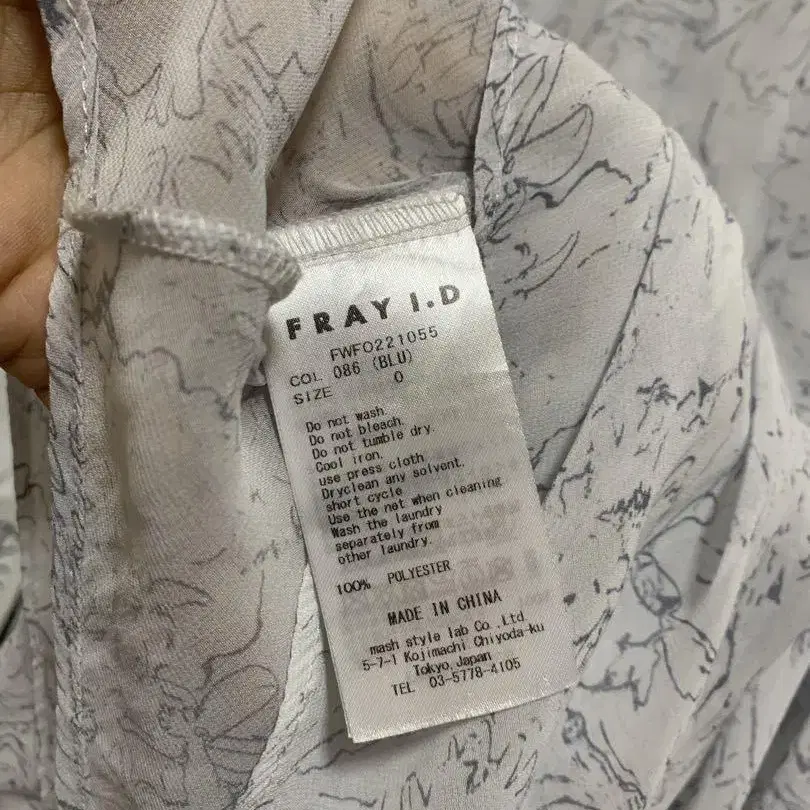 FRAY I.D
FWFO221055
COL 086 (BLU)
SIZE 0
Do not wash.
Do not bleach.
Do not tumble dry.
Cool iron.
use press cloth
Dryclean any solvent.
short cycle
Use the net when cleaning
Wash the laundry
separately from
other laundry.
100% POLYESTER
MADE IN CHINA
mash style lab Co.,Ltd.
5-7-1 Kojimachi Chiyoda-ku
Tokyo,Japan
TEL 03-5778-4105